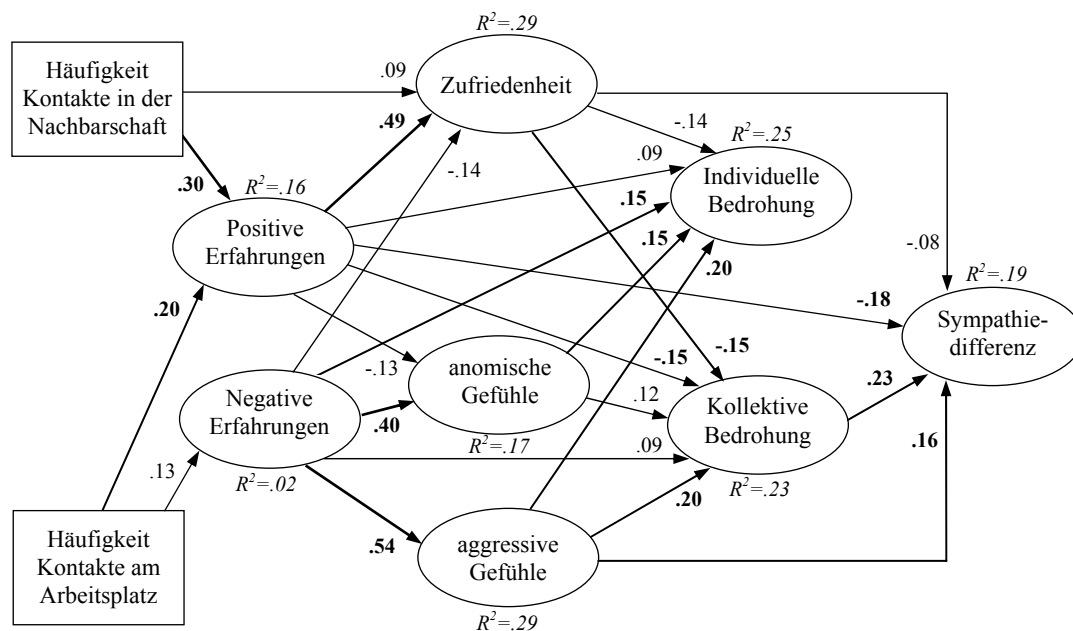 R²=.29
Häufigkeit
Kontakte in der
Nachbarschaft
.09
Zufriedenheit
.49
-.14
-.14
R²=.25
.30
R²=.16
.09
Individuelle
Bedrohung
Positive
Erfahrungen
.15
.15
.20
-.08
R²=.19
.20
-.18
Sympathie-
differenz
-.13
anomische
Gefühle
-.15
-.15
Negative
Erfahrungen
.40
.12
Kollektive
Bedrohung
.23
.16
R²=.17
.09
.13
R²=.02
R²=.23
.20
Häufigkeit
Kontakte am
Arbeitsplatz
.54
aggressive
Gefühle
R²=.29